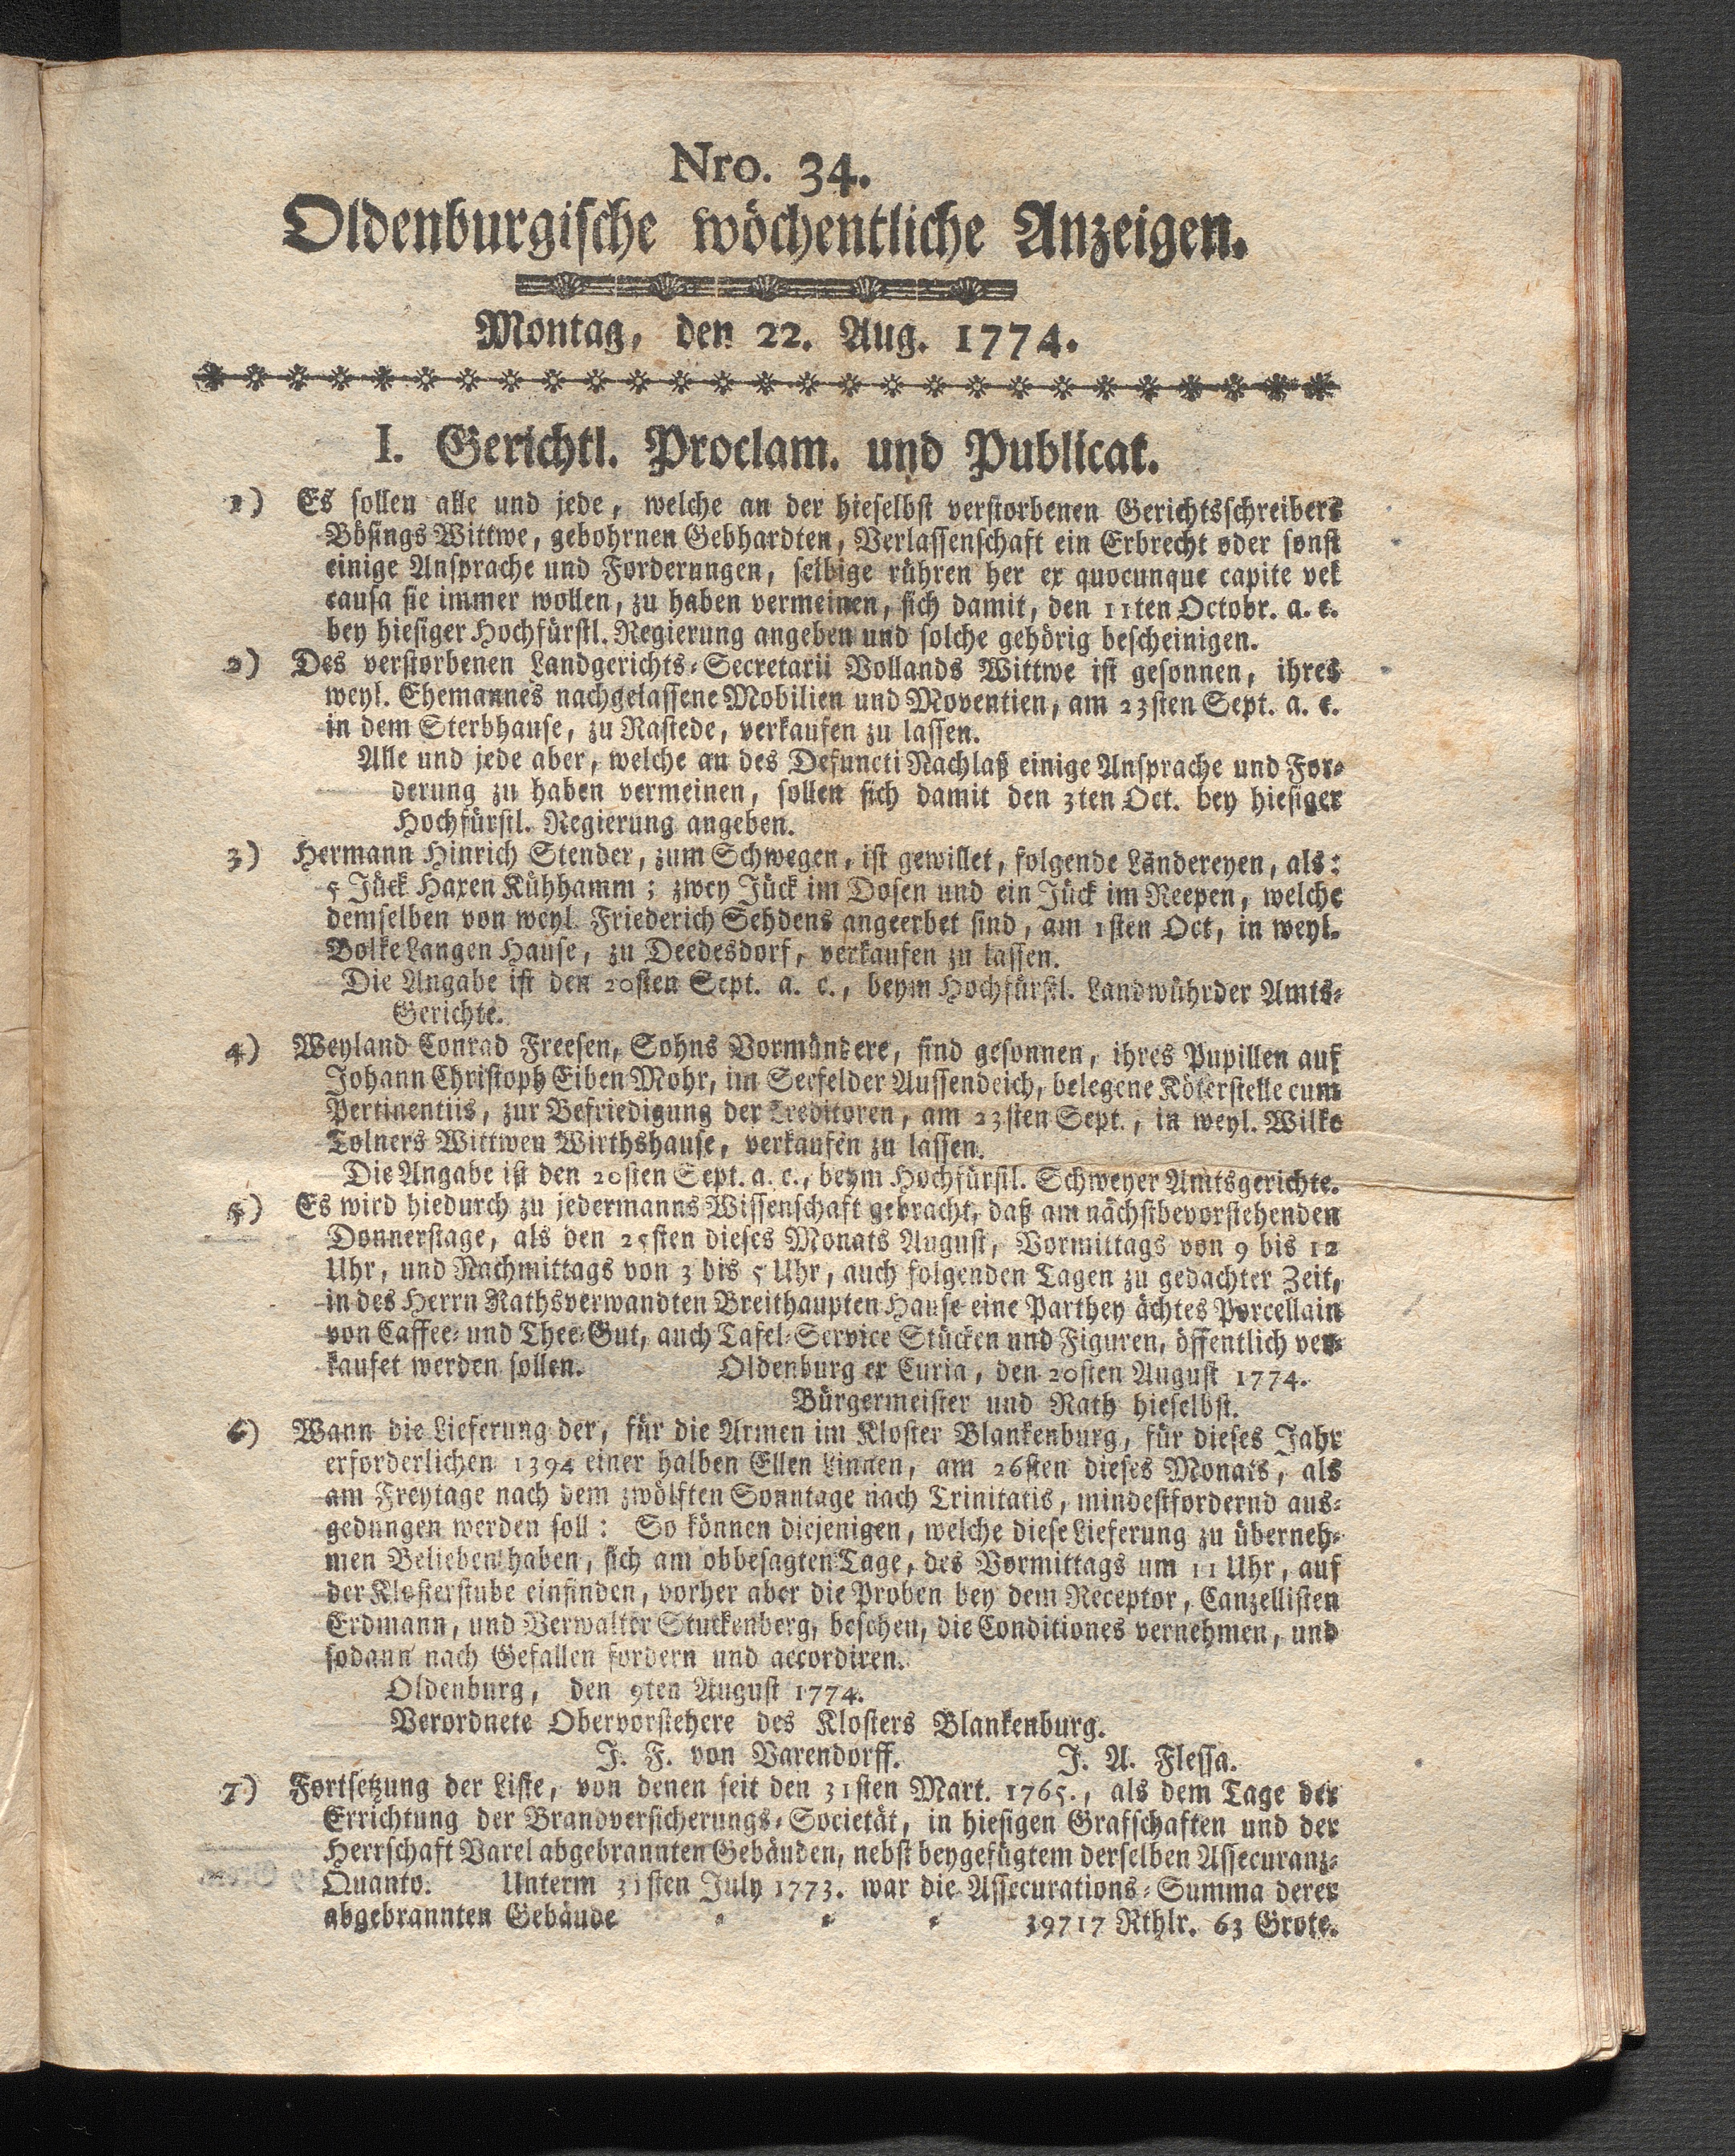 Nro. 34.
Oldenburgische wöchentliche Anzeigen.
Montag, den 22. Aug. 1774.
I. Gerichtl. Proclam. und Publicat.
1) Es sollen alle und jede, welche an der hieselbst verstorbenen Gerichtsschreibers
Bösings Wittwe, gebohrnen Gebhardten, Verlassenschaft ein Erbrecht oder sonst
einige Ansprache und Forderungen, selbige rühren her ex quocunque capite vel
causa sie immer wollen, zu haben vermeinen, sich damit, den 11ten Octobr. a. c.
bey hiesiger Hochfürstl. Regierung angeben und solche gehörig bescheinigen.
2) Des verstorbenen Landgerichts-Secretarii Vollands Wittwe ist gesonnen, ihres
weyl. Ehemannes nachgelassene Mobilien und Moventien, am 23sten Sept. a. c.
in dem Sterbhause, zu Rastede, verkaufen zu lassen.
Alle und jede aber, welche an des Defuncti Nachlaß einige Ansprache und For-
derung zu haben vermeinen, sollen sich damit den 3ten Oct. bey hiesiger
Hochfürstl. Regierung angeben.
3) Hermann Hinrich Stender, zum Schwegen, ist gewillet, folgende Ländereyen, als:
5 Jück Haxen Kühhamm; zwey Jück im Dosen und ein Jück im Reepen, welche
demselben von weyl. Friederich Sehdens angeerbet sind, am 1sten Oct, in weyl.
Bolke Langen Hause, zu Deedesdorf, verkaufen zu lassen.
Die Angabe ist den 20sten Sept. a. c., beym Hochfürstl. Landwührder Amts-
Gerichte.
4) Weyland Conrad Freesen, Sohns Vormündere, sind gesonnen, ihres Pupillen auf
Johann Christoph Eiben Mohr, im Seefelder Aussendeich, belegene Köterstelle cum
Pertinentiis, zur Befriedigung der Creditoren, am 23sten Sept., in weyl. Wilke
Tolners Wittwen Wirthshause, verkaufen zu lassen.
Die Angabe ist den 20sten Sept. a. c., beym Hochfürstl. Schweyer Amtsgerichte.
5) Es wird hiedurch zu jedermanns Wissenschaft gebracht, daß am nächstbevorstehenden
Donnerstage, als den 25sten dieses Monats August, Vormittags von 9 bis 12
Uhr, und Nachmittags von 3 bis 5 Uhr, auch folgenden Tagen zu gedachter Zeit,
in des Herrn Rathsverwandten Breithaupten Hause eine Parthey ächtes Porcellain
von Caffee- und Thee-Gut, auch Tafel-Service Stücken und Figuren, öffentlich ver-
kaufet werden sollen. Oldenburg ex Curia, den 20sten August 1774.
Bürgermeister und Rath hieselbst.
6) Wann die Lieferung der, für die Armen im Kloster Blankenburg, für dieses Jahr
erforderlichen 1394 einer halben Ellen Linnen, am 26sten dieses Monats, als
am Freytage nach dem zwölften Sonntage nach Trinitatis, mindestfordernd aus-
gedungen werden soll: So können diejenigen, welche diese Lieferung zu überneh-
men Belieben haben, sich am obbesagten Tage, des Vormittags um 11 Uhr, auf
der Klosterstube einfinden, vorher aber die Proben bey dem Receptor, Canzellisten
Erdmann, und Verwalter Stuckenberg, besehen, die Conditiones vernehmen, und
sodann nach Gefallen fordern und accordiren.
Oldenburg, den 9ten August 1774.
Verordnete Obervorstehere des Klosters Blankenburg.
J. F. von Varendorff. J. A. Flessa.
7) Fortsetzung der Liste, von denen seit den 31sten Mart. 1765., als dem Tage der
Errichtung der Brandversicherungs-Societät, in hiesigen Grafschaften und der
Herrschaft Varel abgebrannten Gebäuden, nebst beygefügtem derselben Assecuranz-
Quanto. Unterm 31sten July 1773. war die Assecurations-Summa derer
abgebrannten Gebäude - - - 39717 Rthlr. 63 Grote.